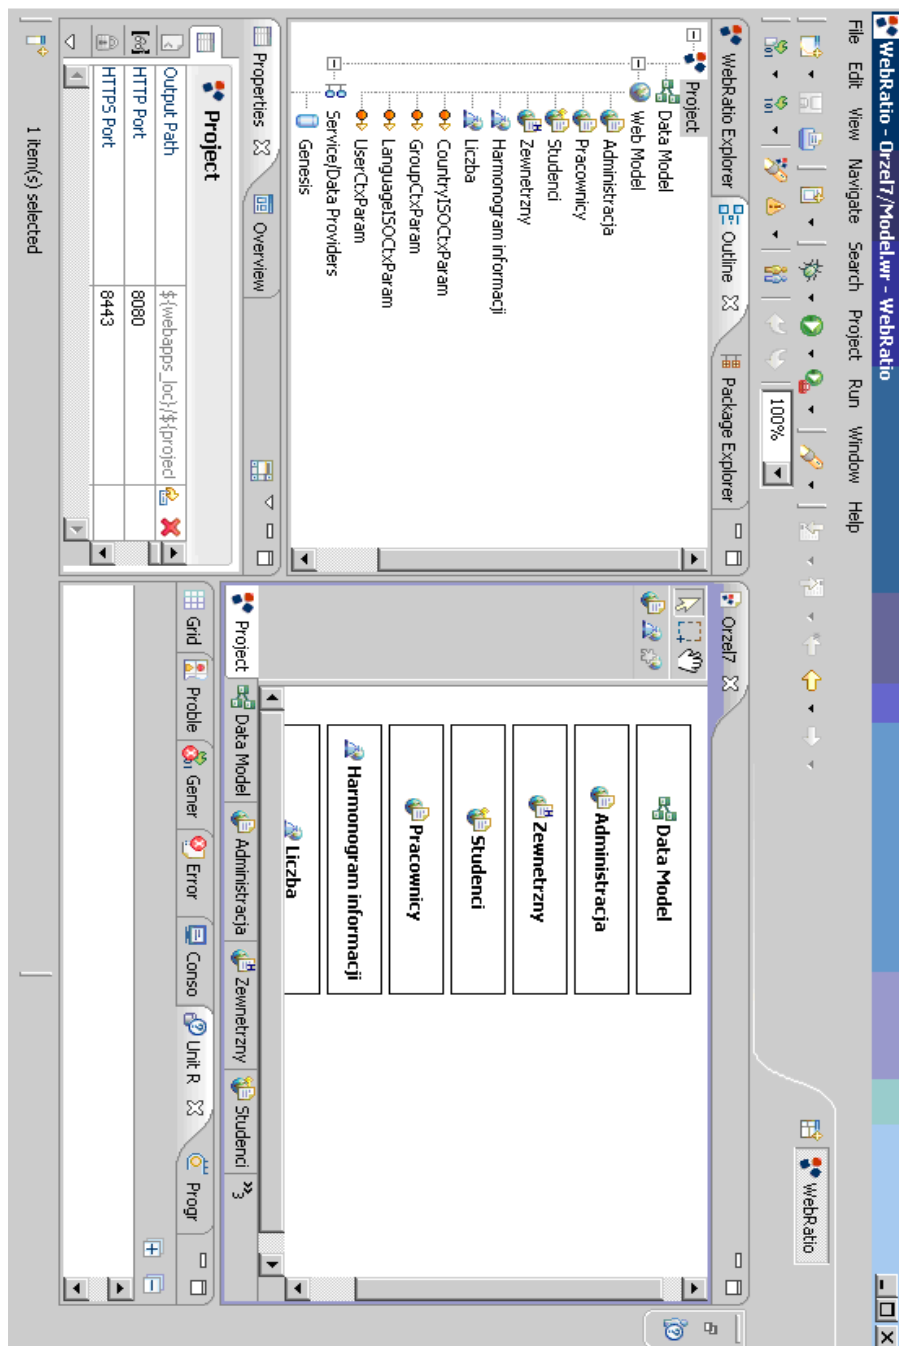 WebRatio - Orzel7/Model.wr - WebRatio
File Edit View Navigate Search Project Run Window Help
WebRatio
100%
WebRatio Explorer Outline Package Explorer
Project
Data Model
Web Model
Administracja
Pracownicy
Studenci
Zewnetrzny
Harmonogram informacji
Liczba
CountryISOCtxParam
GroupCtxParam
LanguageISOCtxParam
UserCtxParam
Service/Data Providers
Genesis
Properties Overview
Project
Output Path ${webapps_loc}/${project
HTTP Port 8080
HTTPS Port 8443
Orzel7
Data Model
Administracja
Zewnetrzny
Studenci
Pracownicy
Harmonogram informacji
Liczba
Project Data Model Administracja Zewnetrzny Studenci »3
Grid Proble Gener Error Conso Unit R Progr
1 item(s) selected